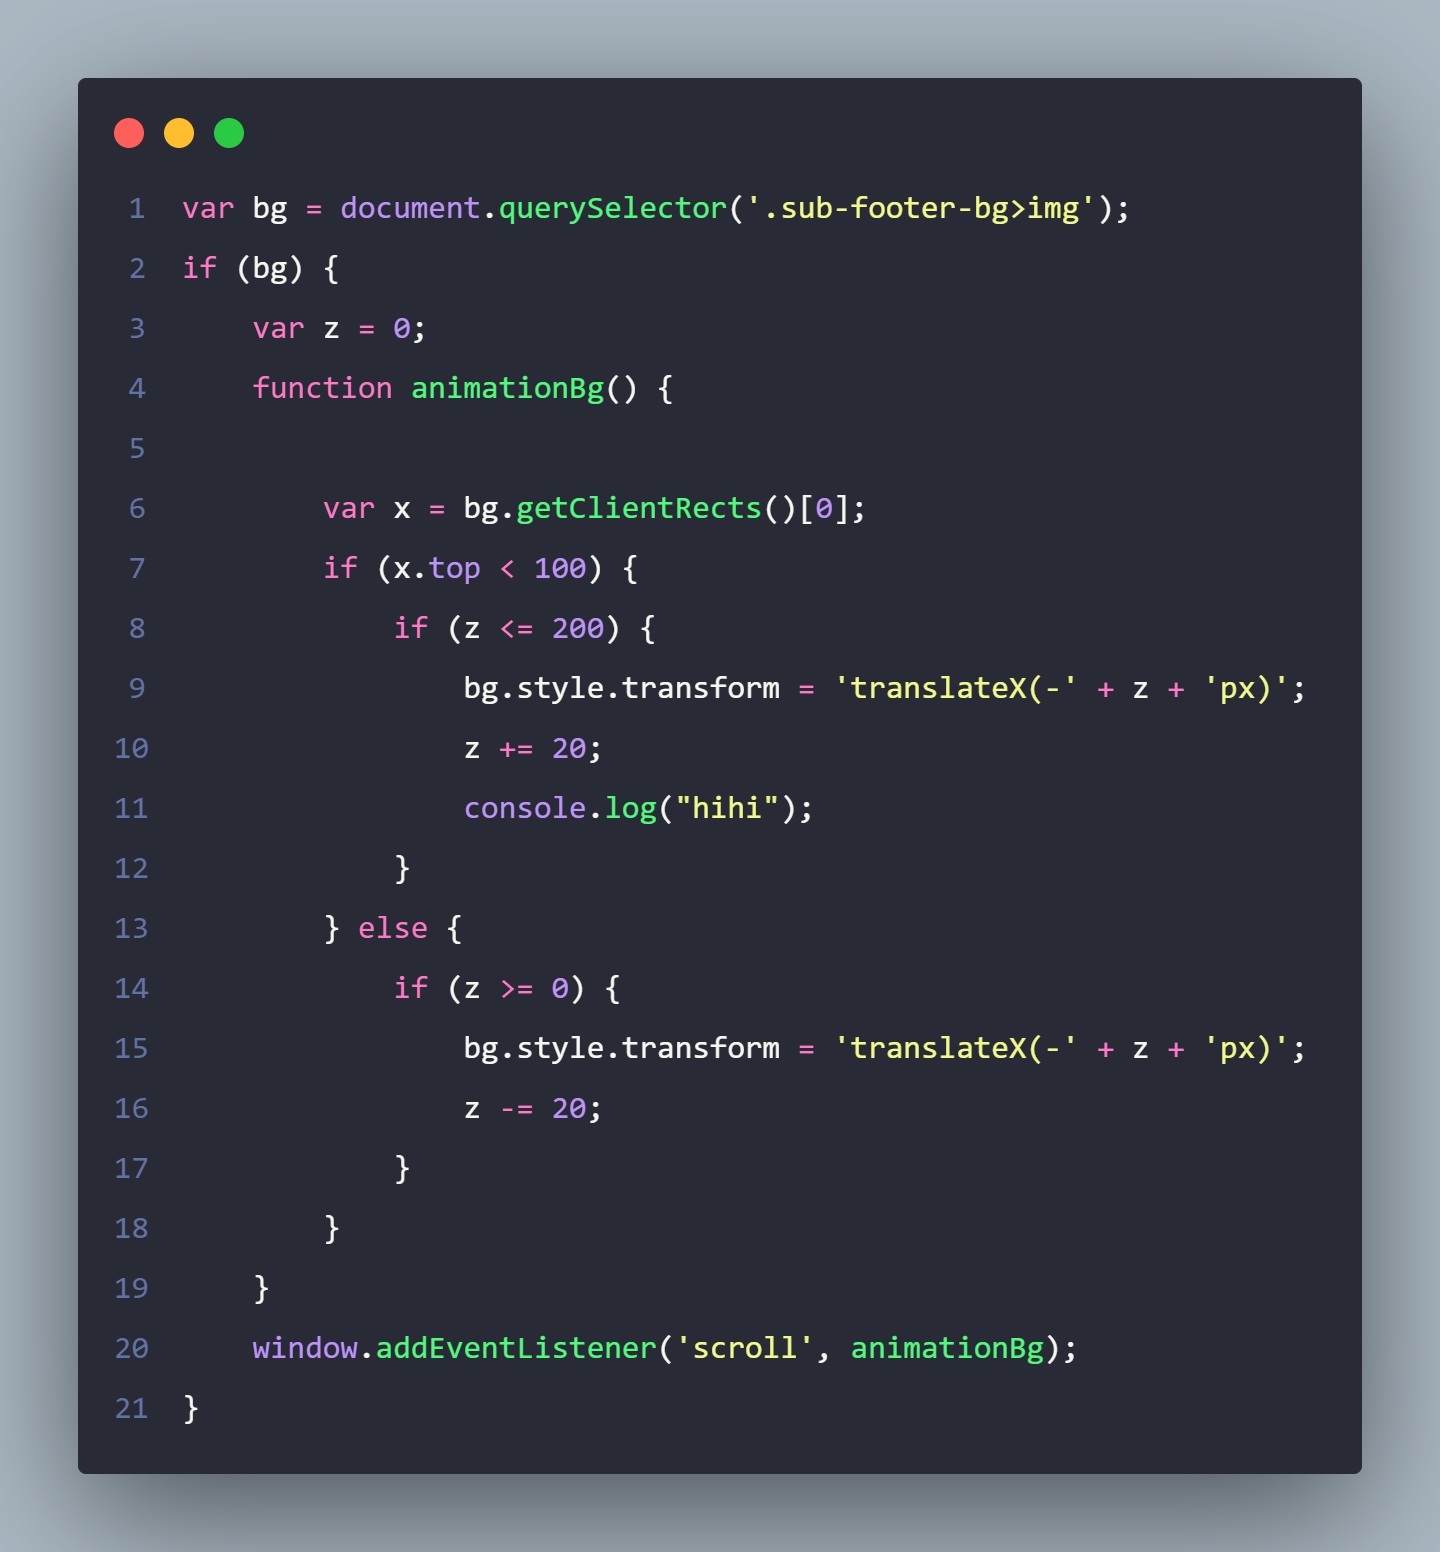 1 var bg = document.querySelector('.sub-footer-bg>img');
2 if (bg) {
3     var z = 0;
4     function animationBg() {
5
6         var x = bg.getClientRects()[0];
7         if (x.top < 100) {
8             if (z <= 200) {
9                 bg.style.transform = 'translateX(-' + z + 'px)';
10                 z += 20;
11                 console.log("hihi");
12             }
13         } else {
14             if (z >= 0) {
15                 bg.style.transform = 'translateX(-' + z + 'px)';
16                 z -= 20;
17             }
18         }
19     }
20     window.addEventListener('scroll', animationBg);
21 }